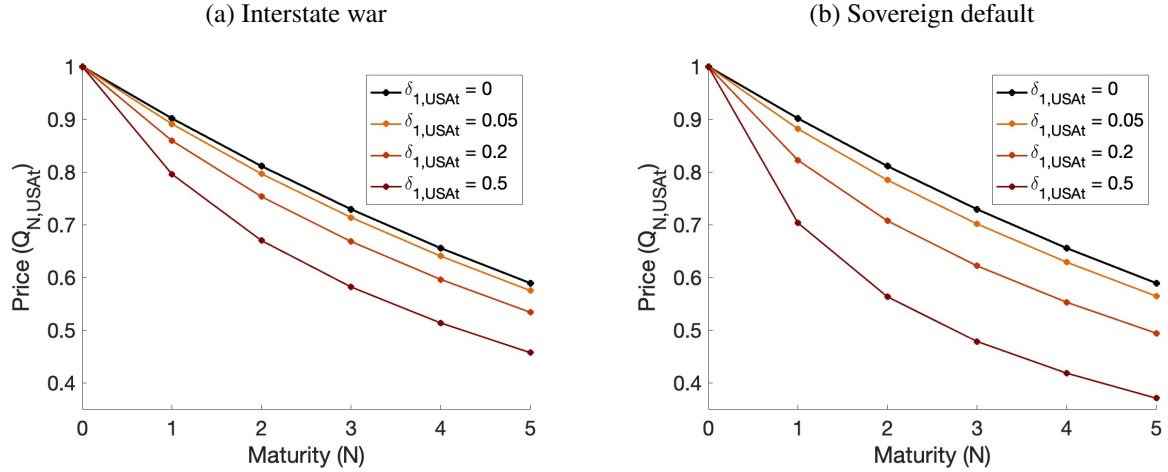 (a) Interstate war
1
0.9
0.8
0.7
0.6
0.5
0.4
0 1 2 3 4 5
Price (Q_{N,USAt})
Maturity (N)
δ_{1,USAt} = 0
δ_{1,USAt} = 0.05
δ_{1,USAt} = 0.2
δ_{1,USAt} = 0.5
(b) Sovereign default
1
0.9
0.8
0.7
0.6
0.5
0.4
0 1 2 3 4 5
Price (Q_{N,USAt})
Maturity (N)
δ_{1,USAt} = 0
δ_{1,USAt} = 0.05
δ_{1,USAt} = 0.2
δ_{1,USAt} = 0.5